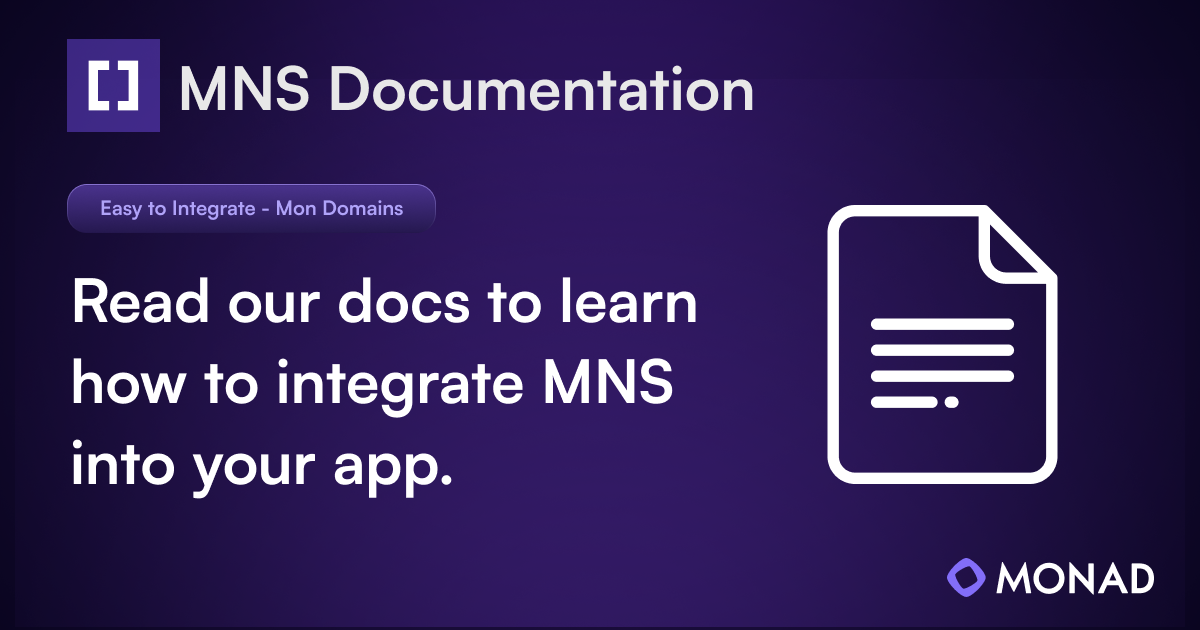 MNS Documentation
Easy to Integrate - Mon Domains
Read our docs to learn
how to integrate MNS
into your app.
MONAD